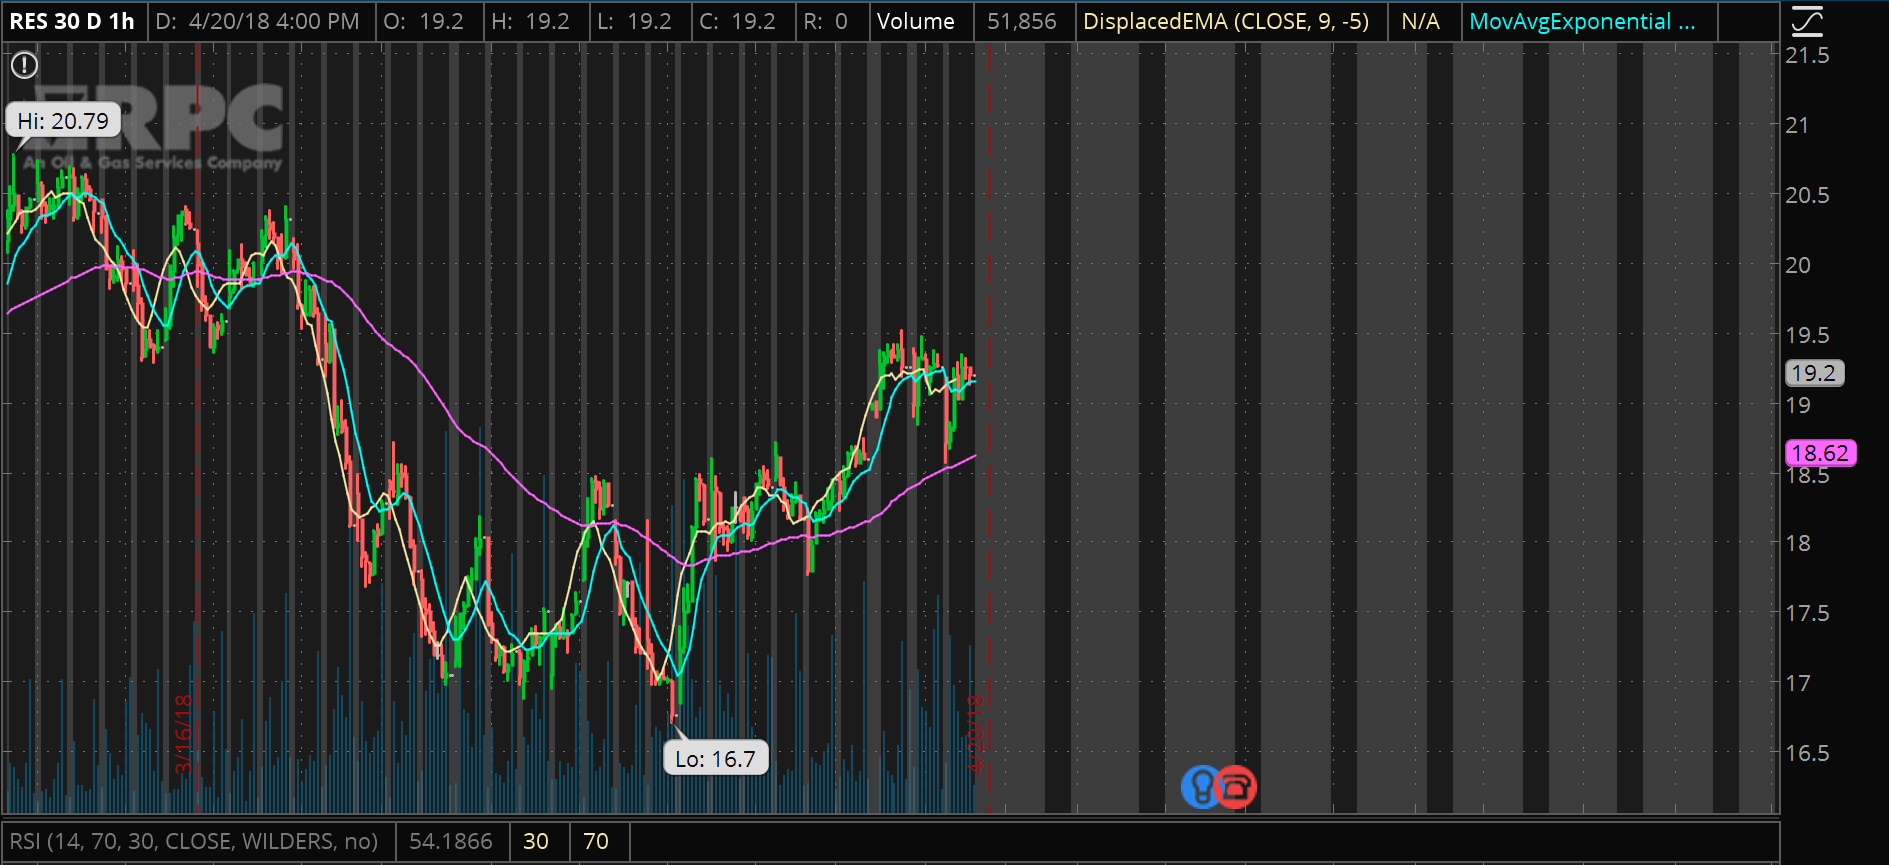 RES 30 D 1h D: 4/20/18 4:00 PM O: 19.2 H: 19.2 L: 19.2 C: 19.2 R: 0 Volume 51,856 DisplacedEMA (CLOSE, 9, -5) N/A MovAvgExponential ...
21.5
RPC
Hi: 20.79
21
An Oil & Gas Services Company
20.5
20
19.5
19.2
19
18.62
18.5
18
17.5
17
3/16/18
4/20/18
Lo: 16.7
16.5
RSI (14, 70, 30, CLOSE, WILDERS, no) 54.1866 30 70